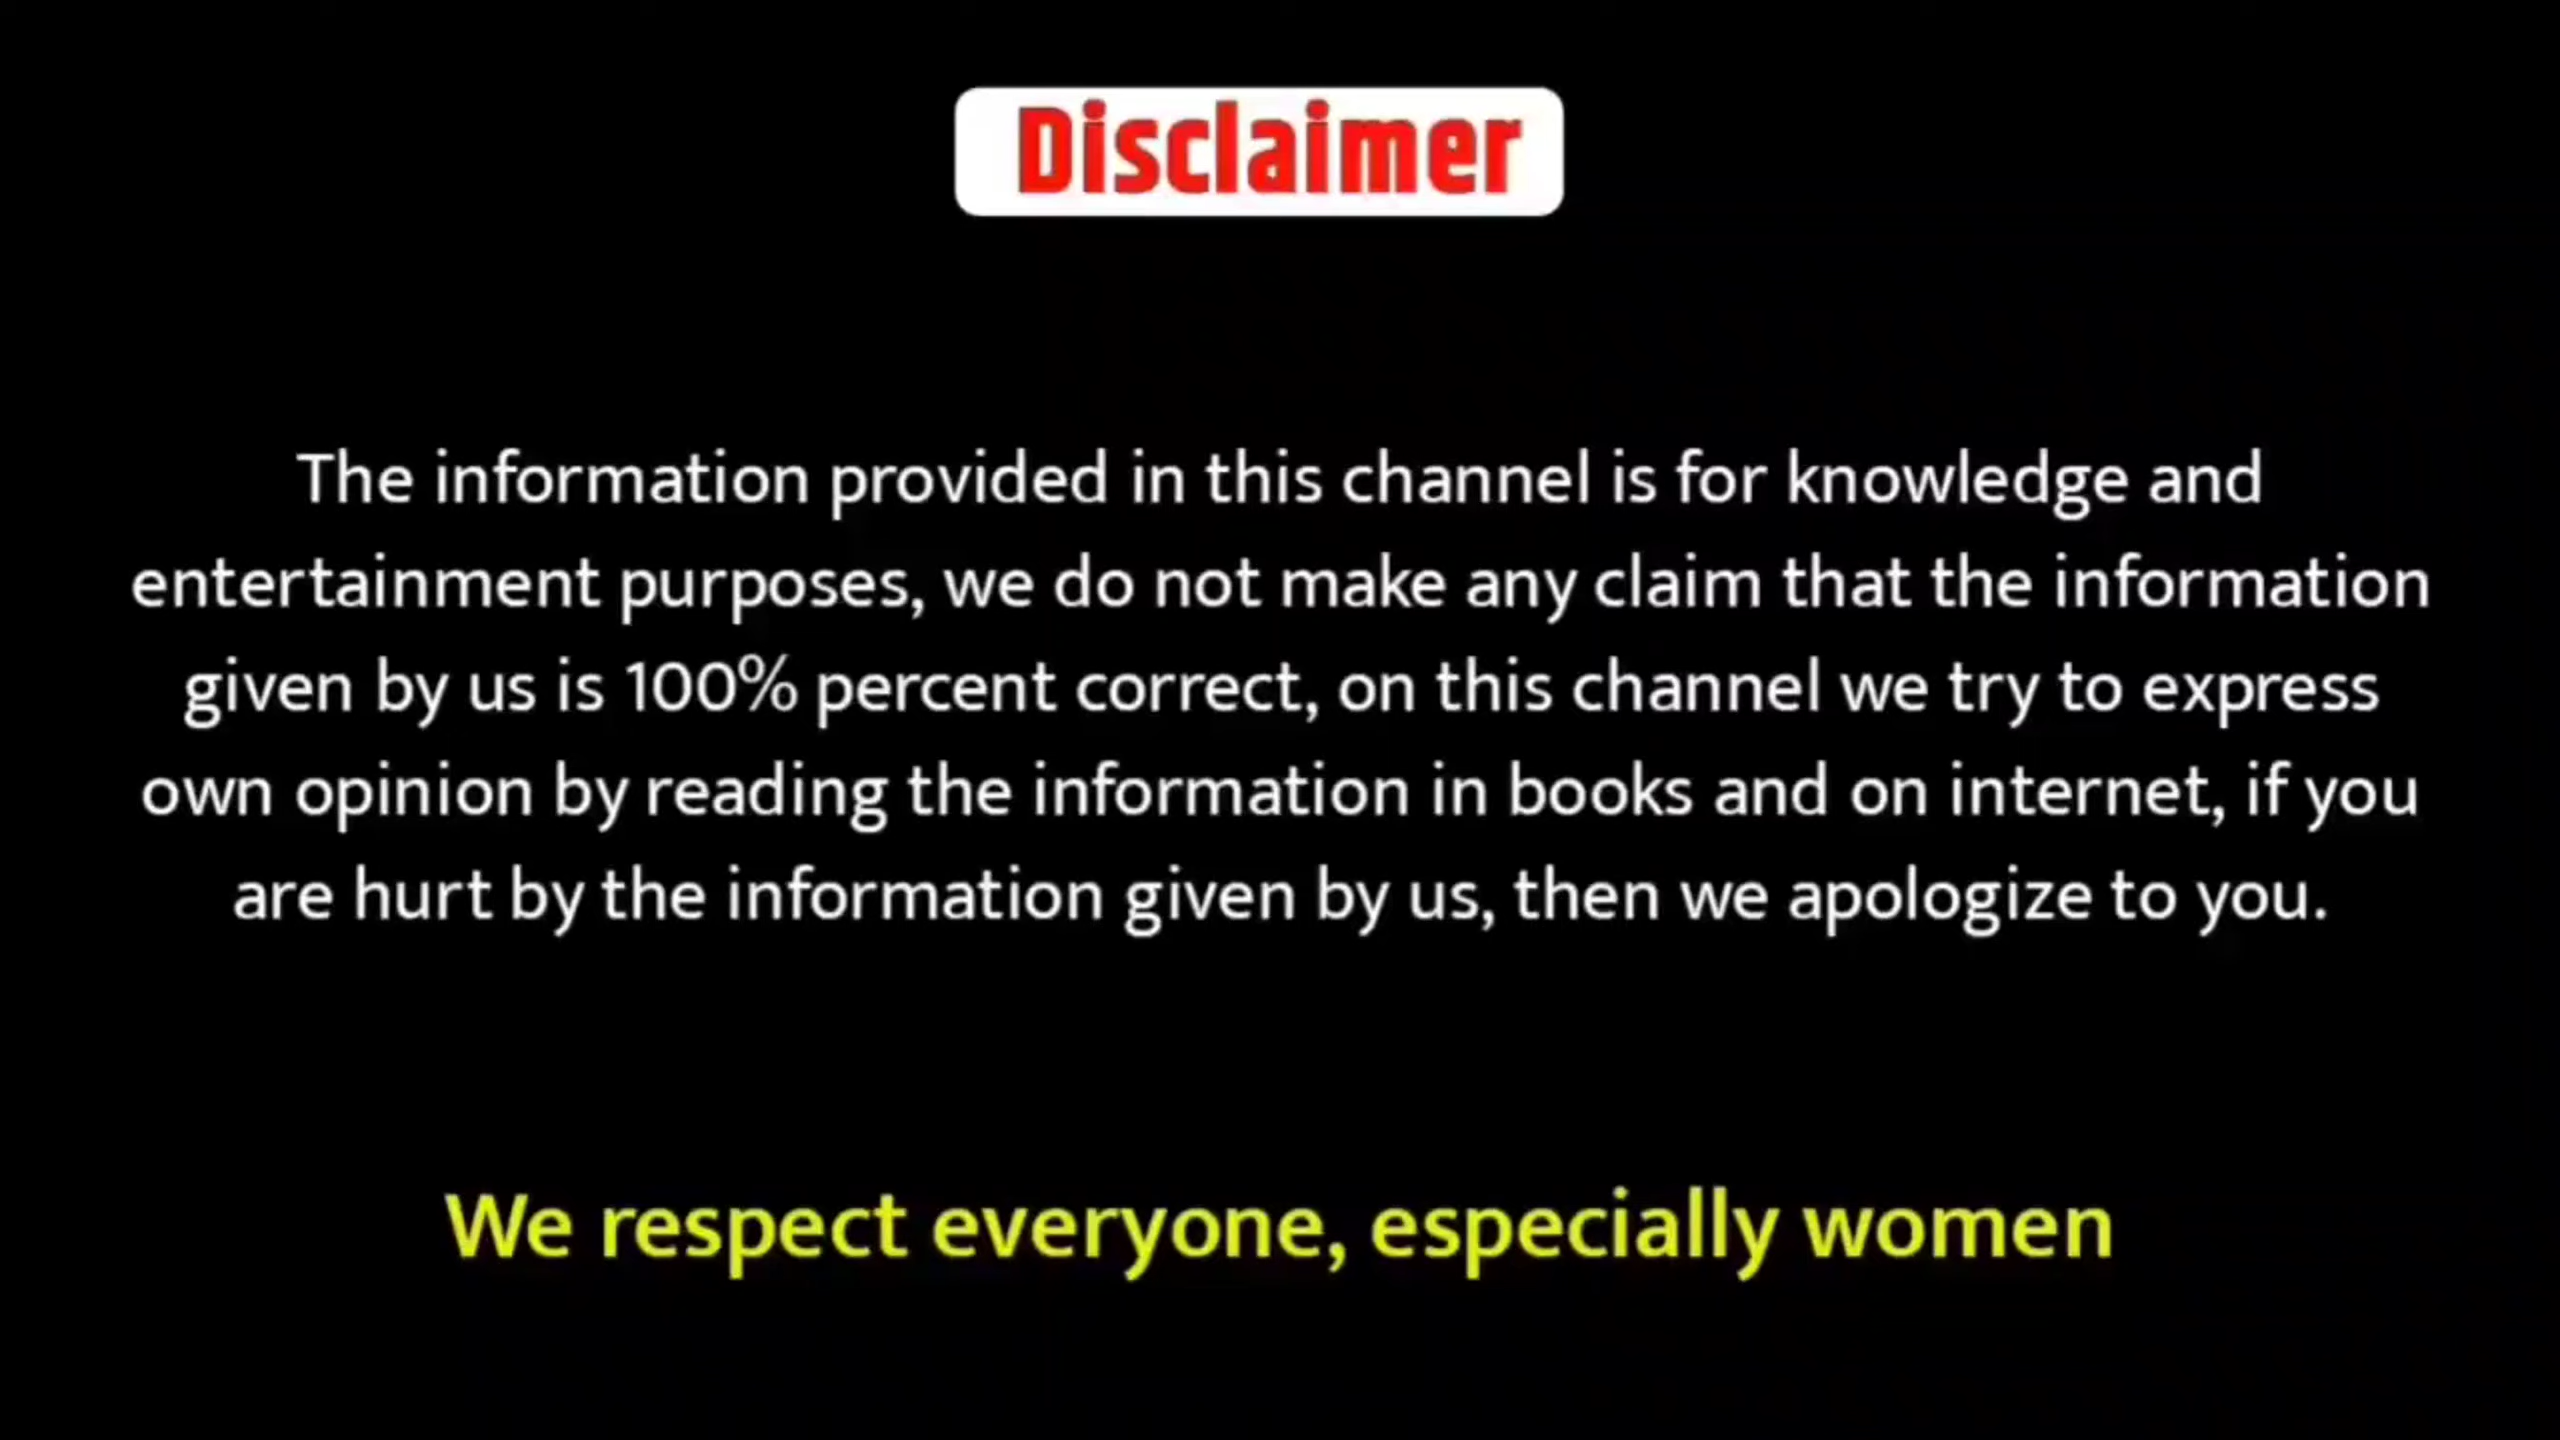 Disclaimer
The information provided in this channel is for knowledge and
entertainment purposes, we do not make any claim that the information
given by us is 100% percent correct, on this channel we try to express
own opinion by reading the information in books and on internet, if you
are hurt by the information given by us, then we apologize to you.
We respect everyone, especially women